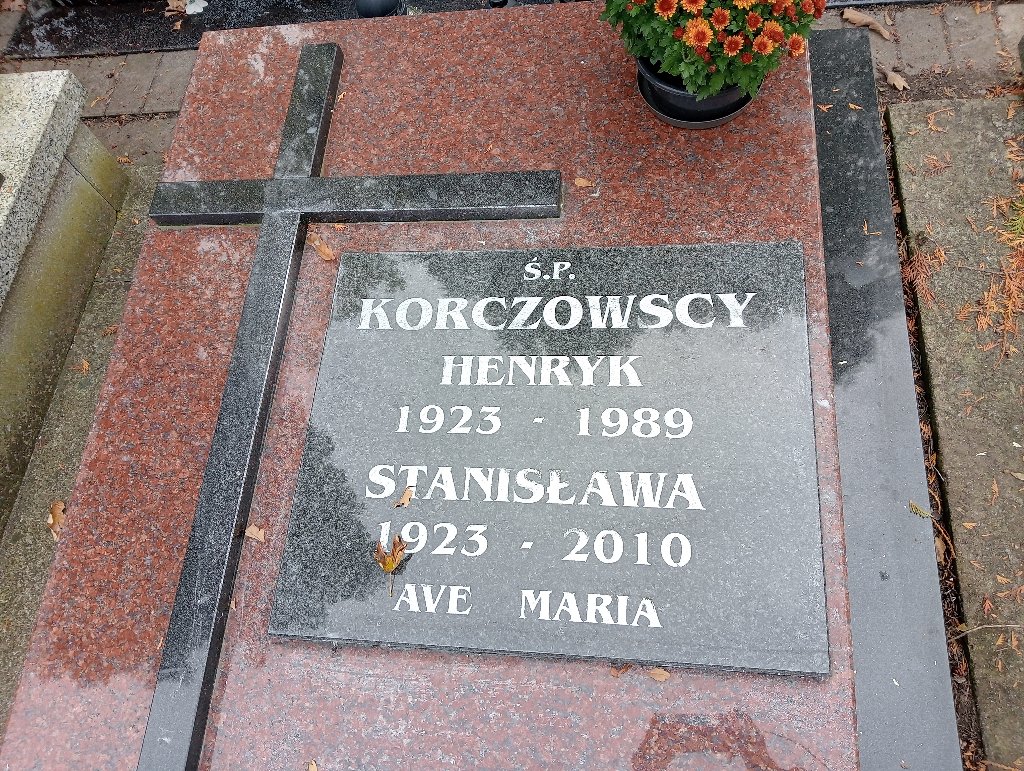 Ś.P.
KORCZOWSCY
HENRYK
1923 - 1989
STANISŁAWA
1923 - 2010
AVE MARIA